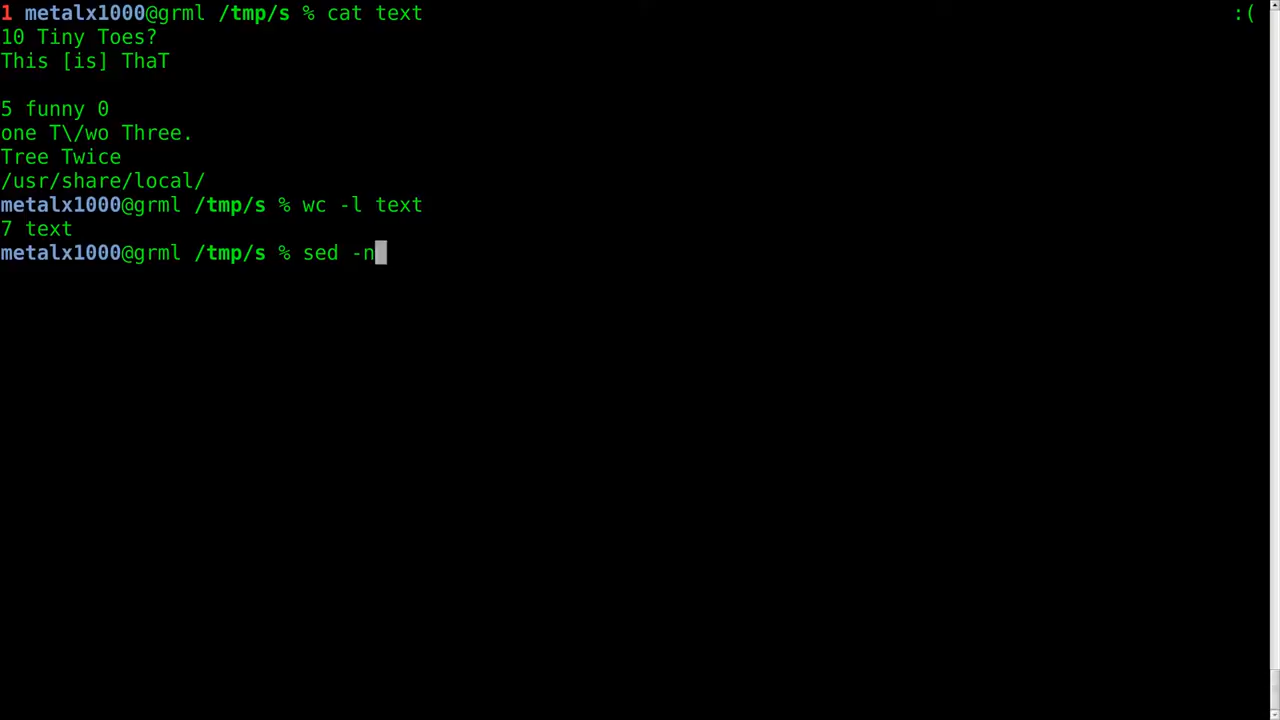 1 metalx1000@grml /tmp/s % cat text :(
10 Tiny Toes?
This [is] ThaT

5 funny 0
one T\/wo Three.
Tree Twice
/usr/share/local/
metalx1000@grml /tmp/s % wc -l text
7 text
metalx1000@grml /tmp/s % sed -n